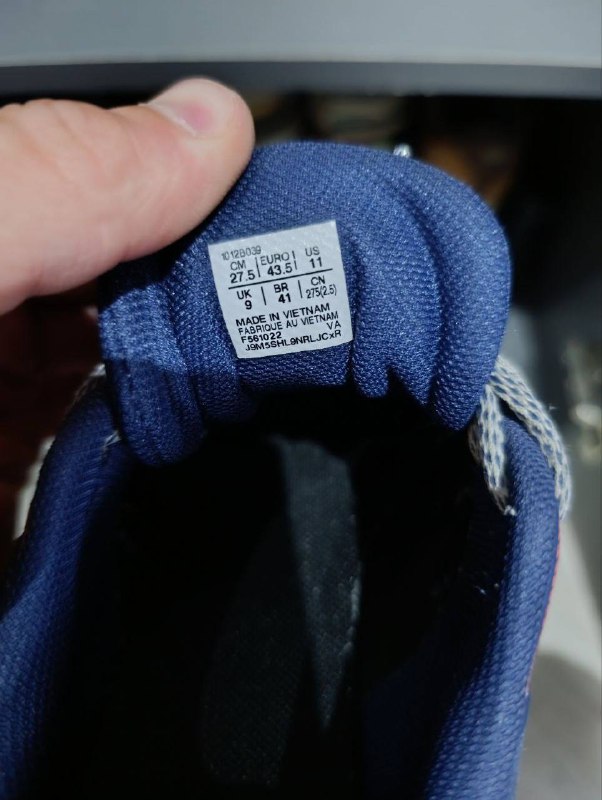 1012B039
CM | EURO | US
27.5 | 43.5 | 11
UK | BR | CN
9 | 41 | 275(2.5)
MADE IN VIETNAM
FABRIQUE AU VIETNAM
F561022 VA
J9M5SHL9NRLJCxR